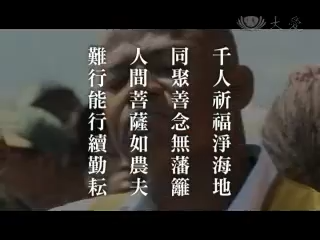 大愛
千人祈福淨海地
同聚善念無藩籬
人間菩薩如農夫
難行能行續勤耘